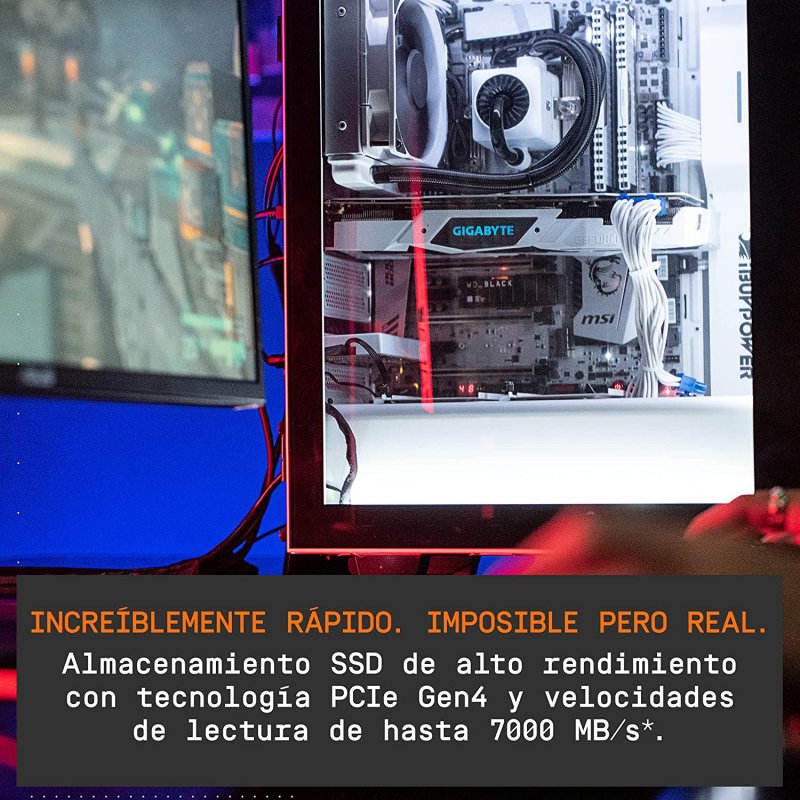 GIGABYTE
WD_BLACK
msi
iBUYPOWER
48
INCREÍBLEMENTE RÁPIDO. IMPOSIBLE PERO REAL.
Almacenamiento SSD de alto rendimiento
con tecnología PCIe Gen4 y velocidades
de lectura de hasta 7000 MB/s*.